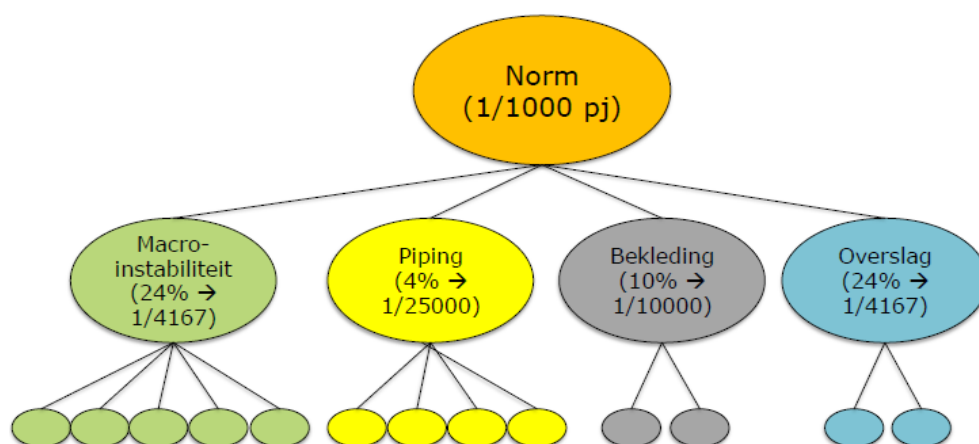 Norm
(1/1000 pj)
Macro-
instabiliteit
(24% →
1/4167)
Piping
(4% →
1/25000)
Bekleding
(10% →
1/10000)
Overslag
(24% →
1/4167)